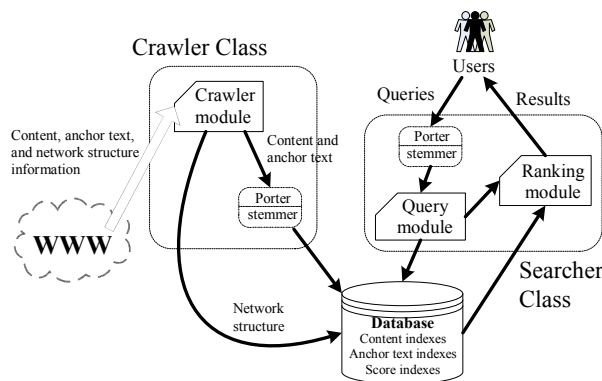 Crawler Class
Users
Crawler
module
Queries
Results
Content, anchor text,
and network structure
information
Content and
anchor text
Porter
stemmer
Ranking
module
Porter
stemmer
Query
module
WWW
Searcher
Class
Network
structure
Database
Content indexes
Anchor text indexes
Score indexes